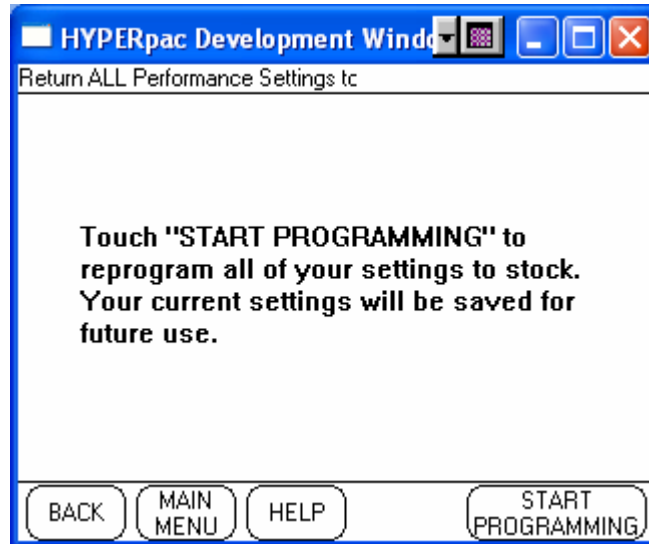 HYPERpac Development Windo
Return ALL Performance Settings to
Touch "START PROGRAMMING" to
reprogram all of your settings to stock.
Your current settings will be saved for
future use.
BACK
MAIN
MENU
HELP
START
PROGRAMMING